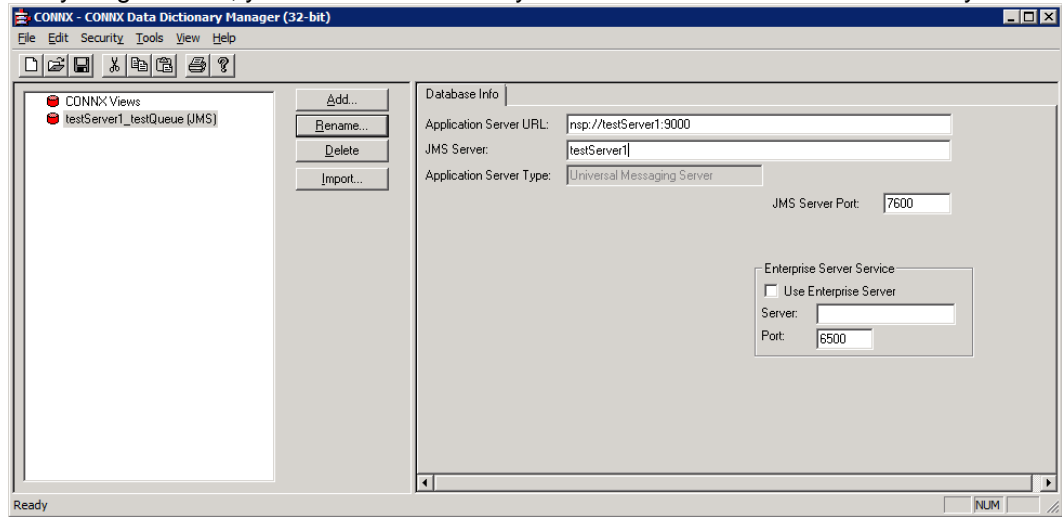 CONNX - CONNX Data Dictionary Manager (32-bit)
File Edit Security Tools View Help
CONNX Views
testServer1_testQueue (JMS)
Add...
Rename...
Delete
Import...
Database Info
Application Server URL: nsp://testServer1:9000
JMS Server: testServer1
Application Server Type: Universal Messaging Server
JMS Server Port: 7600
Enterprise Server Service
Use Enterprise Server
Server:
Port: 6500
Ready
NUM